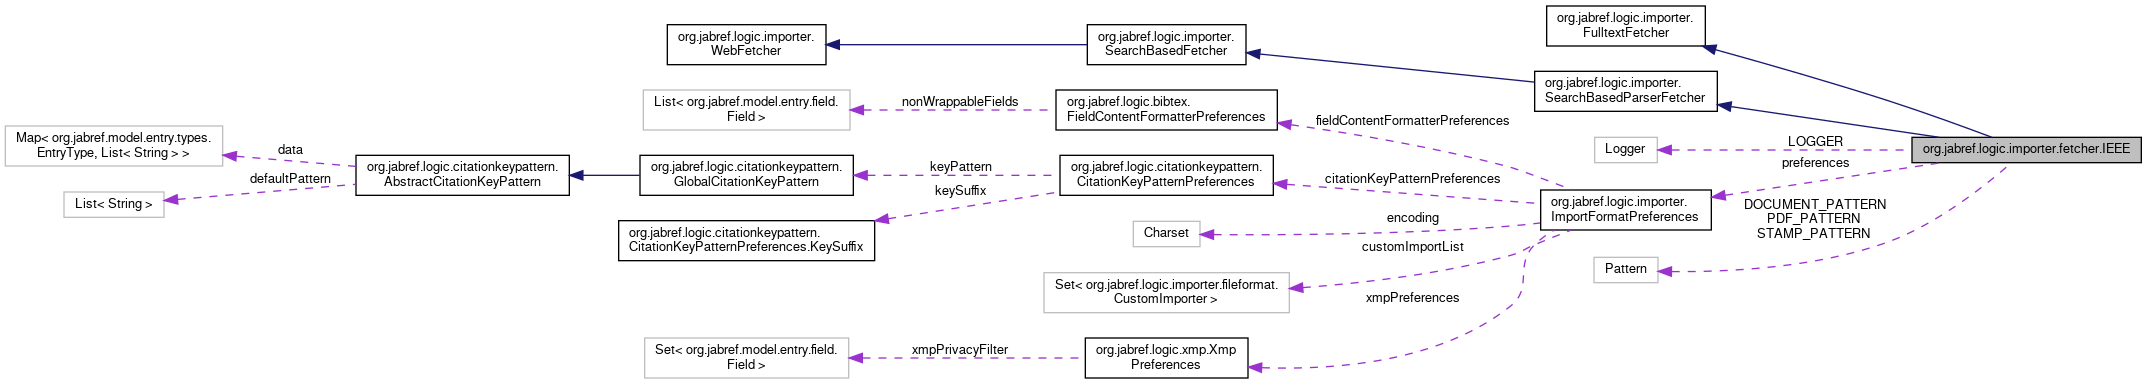 org.jabref.logic.importer.
FulltextFetcher
org.jabref.logic.importer.
WebFetcher
org.jabref.logic.importer.
SearchBasedFetcher
org.jabref.logic.importer.
SearchBasedParserFetcher
List< org.jabref.model.entry.field.
Field >
nonWrappableFields
org.jabref.logic.bibtex.
FieldContentFormatterPreferences
fieldContentFormatterPreferences
Map< org.jabref.model.entry.types.
EntryType, List< String > >
data
LOGGER
Logger
org.jabref.logic.importer.fetcher.IEEE
preferences
org.jabref.logic.citationkeypattern.
AbstractCitationKeyPattern
org.jabref.logic.citationkeypattern.
GlobalCitationKeyPattern
keyPattern
org.jabref.logic.citationkeypattern.
CitationKeyPatternPreferences
citationKeyPatternPreferences
defaultPattern
List< String >
keySuffix
org.jabref.logic.importer.
ImportFormatPreferences
DOCUMENT_PATTERN
PDF_PATTERN
STAMP_PATTERN
org.jabref.logic.citationkeypattern.
CitationKeyPatternPreferences.KeySuffix
encoding
Charset
customImportList
Pattern
Set< org.jabref.logic.importer.fileformat.
CustomImporter >
xmpPreferences
Set< org.jabref.model.entry.field.
Field >
xmpPrivacyFilter
org.jabref.logic.xmp.Xmp
Preferences